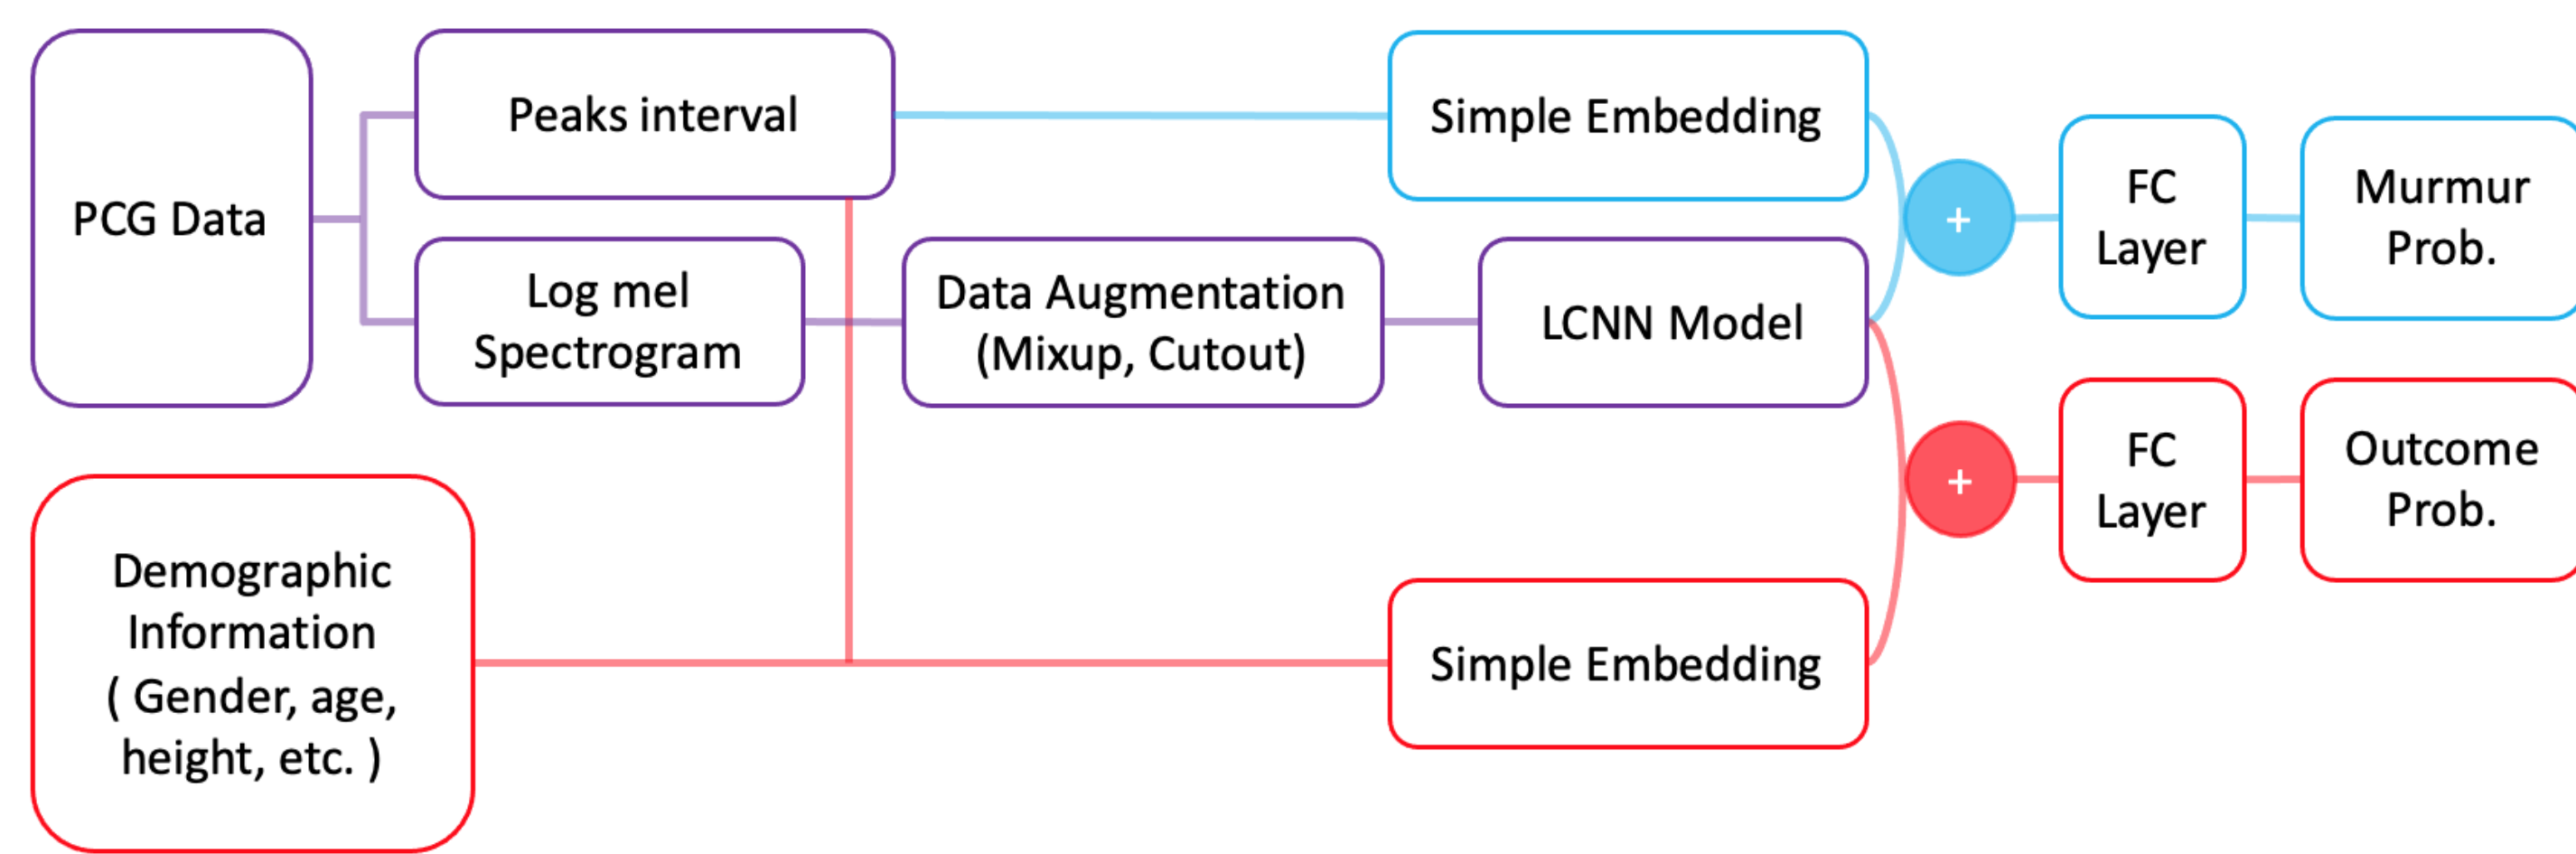 PCG Data
Peaks interval
Simple Embedding
Log mel
Spectrogram
Data Augmentation
(Mixup, Cutout)
LCNN Model
+
FC
Layer
Murmur
Prob.
Demographic
Information
( Gender, age,
height, etc. )
Simple Embedding
+
FC
Layer
Outcome
Prob.